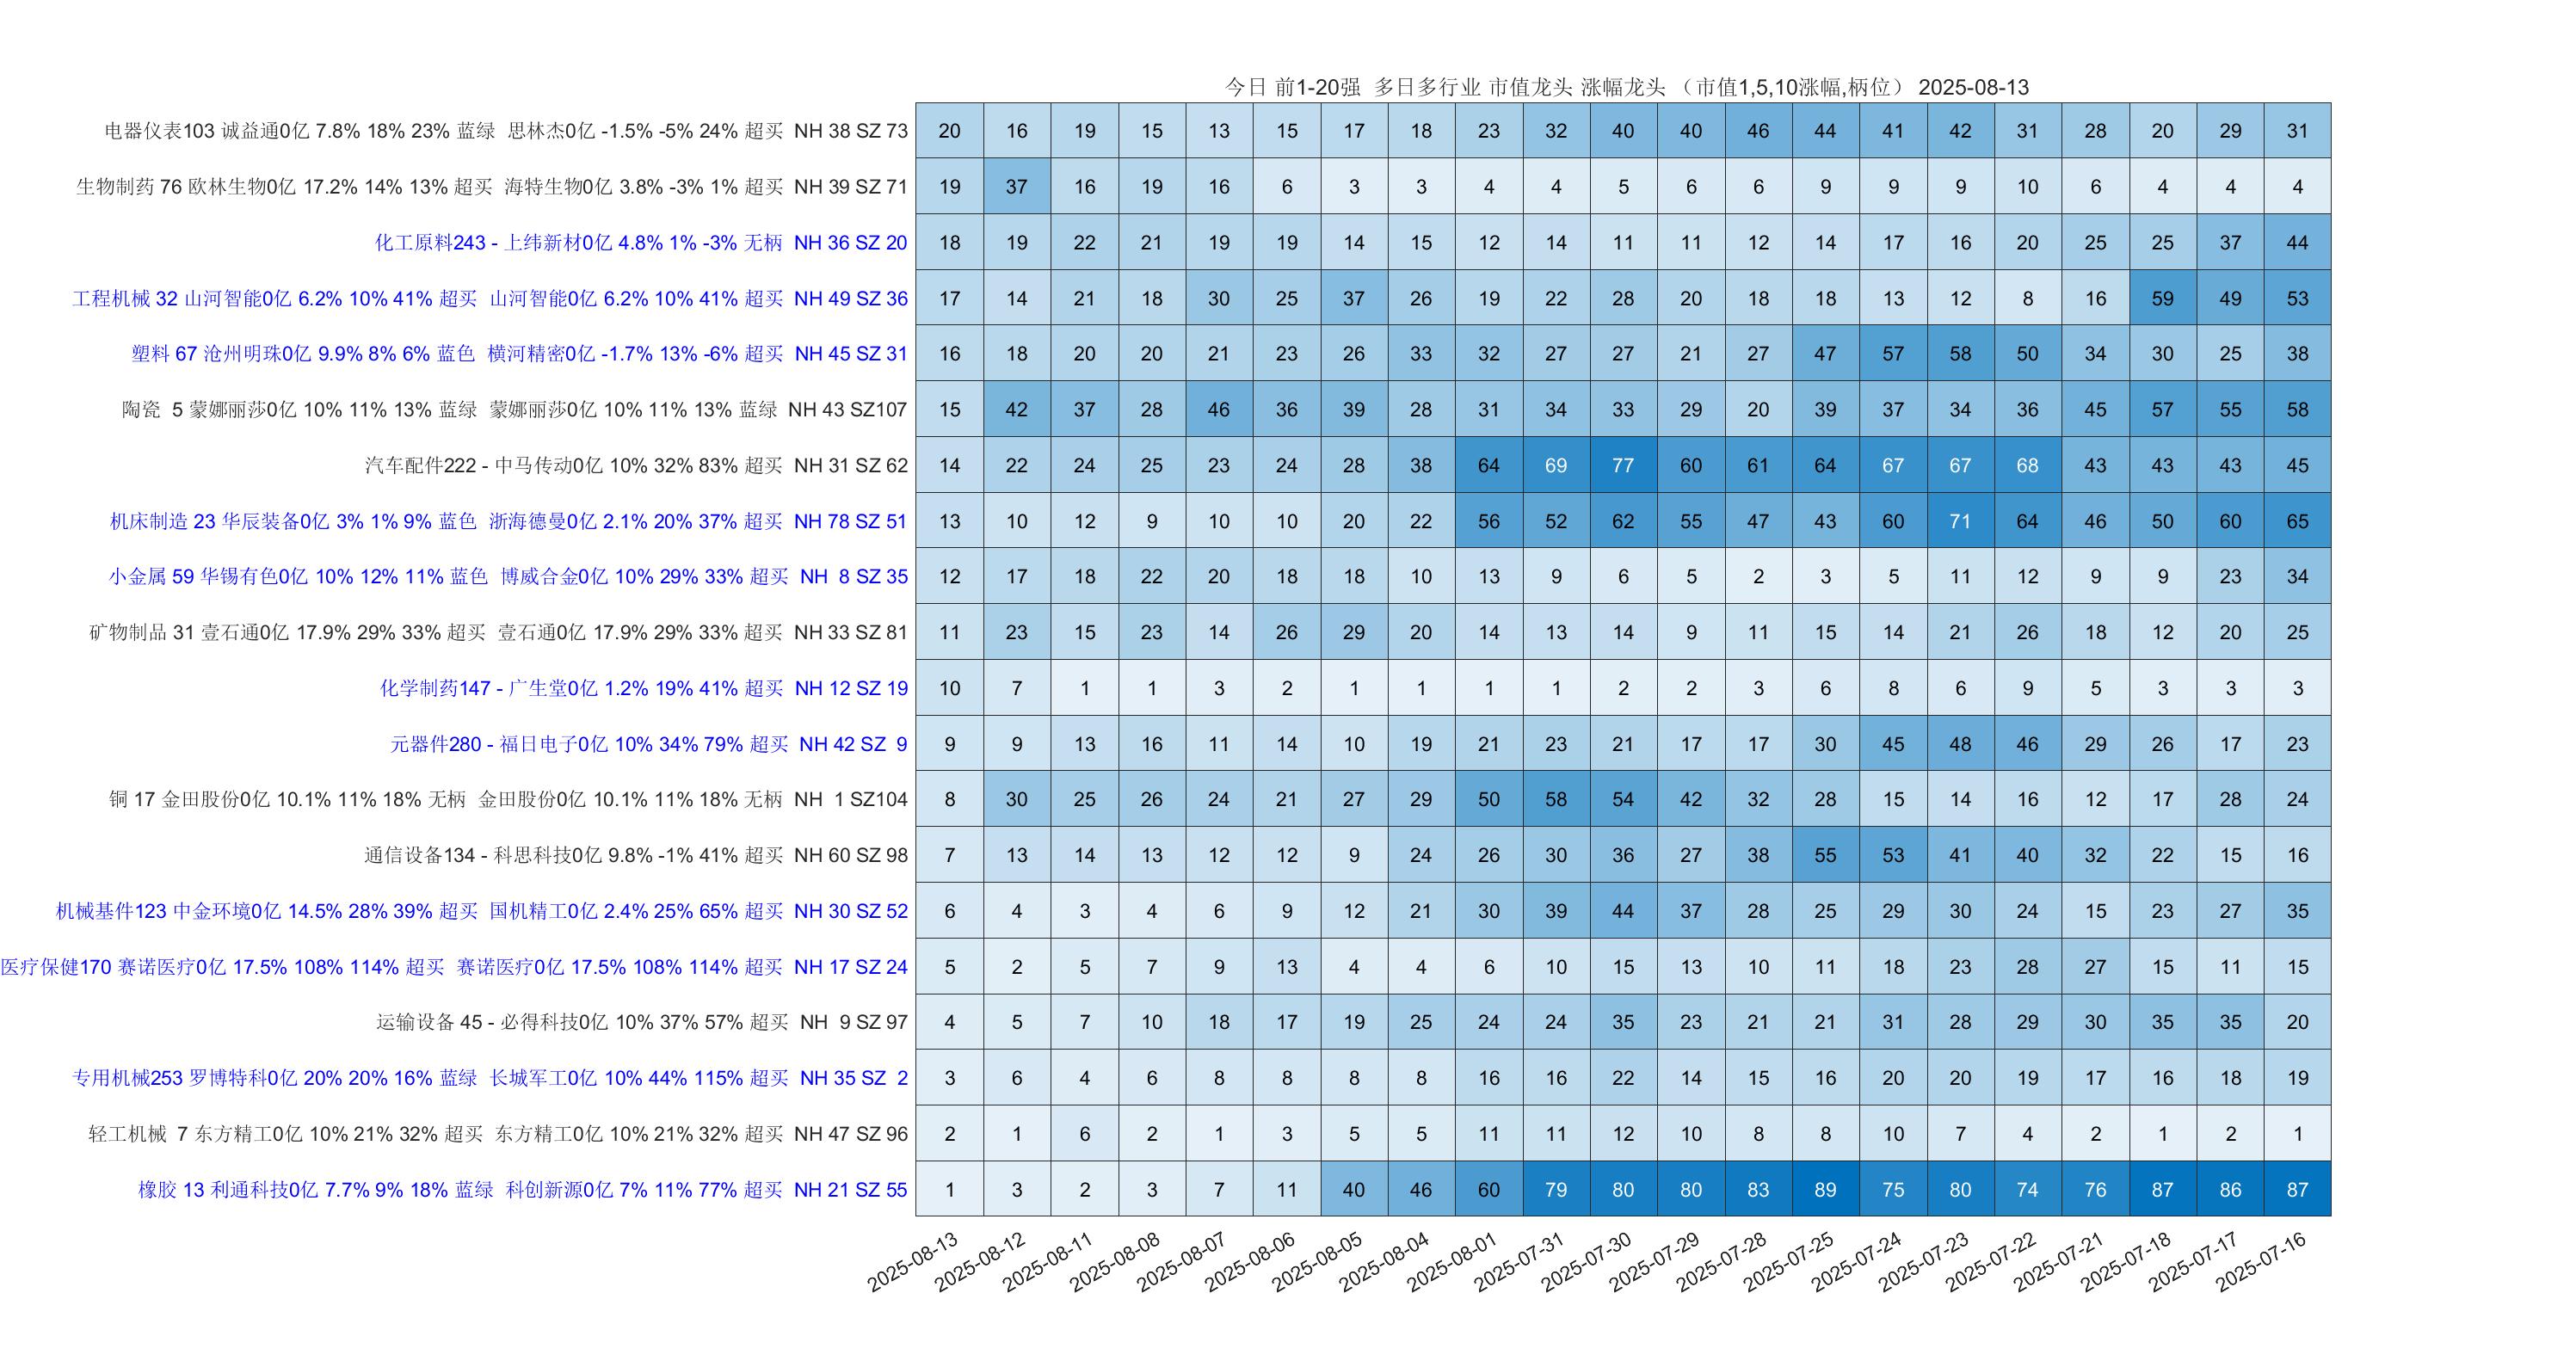 今日 前1-20强  多日多行业 市值龙头 涨幅龙头 （市值1,5,10涨幅,柄位） 2025-08-13
电器仪表103 诚益通0亿 7.8% 18% 23% 蓝绿  思林杰0亿 -1.5% -5% 24% 超买  NH 38 SZ 73 20 16 19 15 13 15 17 18 23 32 40 40 46 44 41 42 31 28 20 29 31
生物制药 76 欧林生物0亿 17.2% 14% 13% 超买  海特生物0亿 3.8% -3% 1% 超买  NH 39 SZ 71 19 37 16 19 16 6 3 3 4 4 5 6 6 9 9 9 10 6 4 4 4
化工原料243 - 上纬新材0亿 4.8% 1% -3% 无柄  NH 36 SZ 20 18 19 22 21 19 19 14 15 12 14 11 11 12 14 17 16 20 25 25 37 44
工程机械 32 山河智能0亿 6.2% 10% 41% 超买  山河智能0亿 6.2% 10% 41% 超买  NH 49 SZ 36 17 14 21 18 30 25 37 26 19 22 28 20 18 18 13 12 8 16 59 49 53
塑料 67 沧州明珠0亿 9.9% 8% 6% 蓝色  横河精密0亿 -1.7% 13% -6% 超买  NH 45 SZ 31 16 18 20 20 21 23 26 33 32 27 27 21 27 47 57 58 50 34 30 25 38
陶瓷  5 蒙娜丽莎0亿 10% 11% 13% 蓝绿  蒙娜丽莎0亿 10% 11% 13% 蓝绿  NH 43 SZ107 15 42 37 28 46 36 39 28 31 34 33 29 20 39 37 34 36 45 57 55 58
汽车配件222 - 中马传动0亿 10% 32% 83% 超买  NH 31 SZ 62 14 22 24 25 23 24 28 38 64 69 77 60 61 64 67 67 68 43 43 43 45
机床制造 23 华辰装备0亿 3% 1% 9% 蓝色  浙海德曼0亿 2.1% 20% 37% 超买  NH 78 SZ 51 13 10 12 9 10 10 20 22 56 52 62 55 47 43 60 71 64 46 50 60 65
小金属 59 华锡有色0亿 10% 12% 11% 蓝色  博威合金0亿 10% 29% 33% 超买  NH  8 SZ 35 12 17 18 22 20 18 18 10 13 9 6 5 2 3 5 11 12 9 9 23 34
矿物制品 31 壹石通0亿 17.9% 29% 33% 超买  壹石通0亿 17.9% 29% 33% 超买  NH 33 SZ 81 11 23 15 23 14 26 29 20 14 13 14 9 11 15 14 21 26 18 12 20 25
化学制药147 - 广生堂0亿 1.2% 19% 41% 超买  NH 12 SZ 19 10 7 1 1 3 2 1 1 1 1 2 2 3 6 8 6 9 5 3 3 3
元器件280 - 福日电子0亿 10% 34% 79% 超买  NH 42 SZ  9 9 9 13 16 11 14 10 19 21 23 21 17 17 30 45 48 46 29 26 17 23
铜 17 金田股份0亿 10.1% 11% 18% 无柄  金田股份0亿 10.1% 11% 18% 无柄  NH  1 SZ104 8 30 25 26 24 21 27 29 50 58 54 42 32 28 15 14 16 12 17 28 24
通信设备134 - 科思科技0亿 9.8% -1% 41% 超买  NH 60 SZ 98 7 13 14 13 12 12 9 24 26 30 36 27 38 55 53 41 40 32 22 15 16
机械基件123 中金环境0亿 14.5% 28% 39% 超买  国机精工0亿 2.4% 25% 65% 超买  NH 30 SZ 52 6 4 3 4 6 9 12 21 30 39 44 37 28 25 29 30 24 15 23 27 35
医疗保健170 赛诺医疗0亿 17.5% 108% 114% 超买  赛诺医疗0亿 17.5% 108% 114% 超买  NH 17 SZ 24 5 2 5 7 9 13 4 4 6 10 15 13 10 11 18 23 28 27 15 11 15
运输设备 45 - 必得科技0亿 10% 37% 57% 超买  NH  9 SZ 97 4 5 7 10 18 17 19 25 24 24 35 23 21 21 31 28 29 30 35 35 20
专用机械253 罗博特科0亿 20% 20% 16% 蓝绿  长城军工0亿 10% 44% 115% 超买  NH 35 SZ  2 3 6 4 6 8 8 8 8 16 16 22 14 15 16 20 20 19 17 16 18 19
轻工机械  7 东方精工0亿 10% 21% 32% 超买  东方精工0亿 10% 21% 32% 超买  NH 47 SZ 96 2 1 6 2 1 3 5 5 11 11 12 10 8 8 10 7 4 2 1 2 1
橡胶 13 利通科技0亿 7.7% 9% 18% 蓝绿  科创新源0亿 7% 11% 77% 超买  NH 21 SZ 55 1 3 2 3 7 11 40 46 60 79 80 80 83 89 75 80 74 76 87 86 87
2025-08-13 2025-08-12 2025-08-11 2025-08-08 2025-08-07 2025-08-06 2025-08-05 2025-08-04 2025-08-01 2025-07-31 2025-07-30 2025-07-29 2025-07-28 2025-07-25 2025-07-24 2025-07-23 2025-07-22 2025-07-21 2025-07-18 2025-07-17 2025-07-16